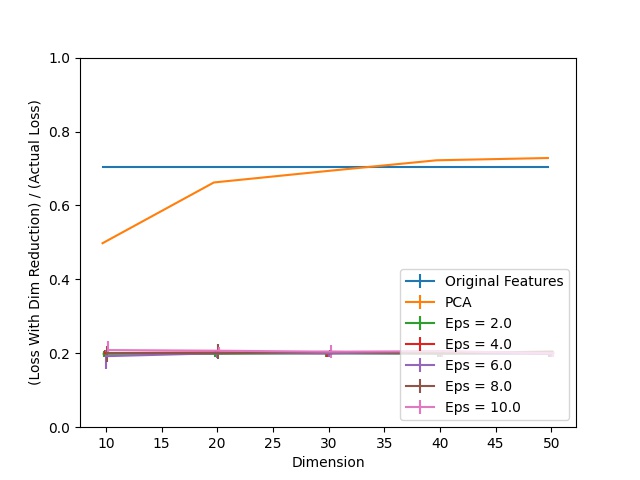 (Loss With Dim Reduction) / (Actual Loss)
1.0
0.8
0.6
0.4
0.2
0.0
Original Features
PCA
Eps = 2.0
Eps = 4.0
Eps = 6.0
Eps = 8.0
Eps = 10.0
10 15 20 25 30 35 40 45 50
Dimension